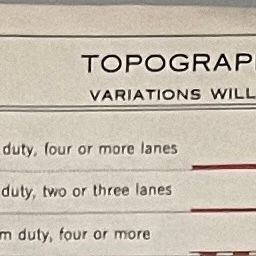 TOPOGRAP
VARIATIONS WILL
duty, four or more lanes
duty, two or three lanes
m duty, four or more